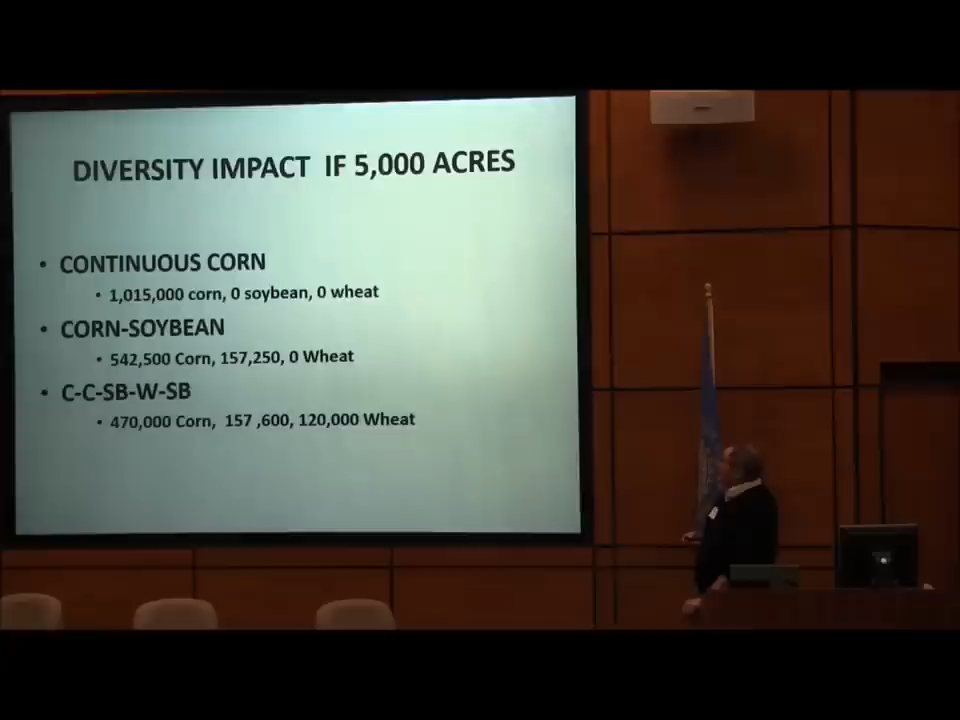 DIVERSITY IMPACT IF 5,000 ACRES
• CONTINUOUS CORN
• 1,015,000 corn, 0 soybean, 0 wheat
• CORN-SOYBEAN
• 542,500 Corn, 157,250, 0 Wheat
• C-C-SB-W-SB
• 470,000 Corn, 157 ,600, 120,000 Wheat